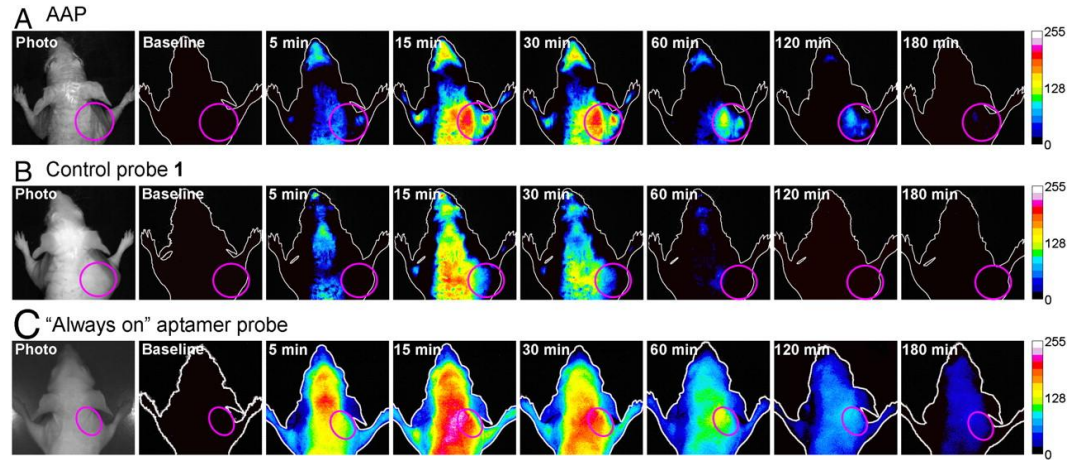 A AAP
Photo Baseline 5 min 15 min 30 min 60 min 120 min 180 min
255
128
0
B Control probe 1
Photo Baseline 5 min 15 min 30 min 60 min 120 min 180 min
255
128
0
C “Always on” aptamer probe
Photo Baseline 5 min 15 min 30 min 60 min 120 min 180 min
255
128
0